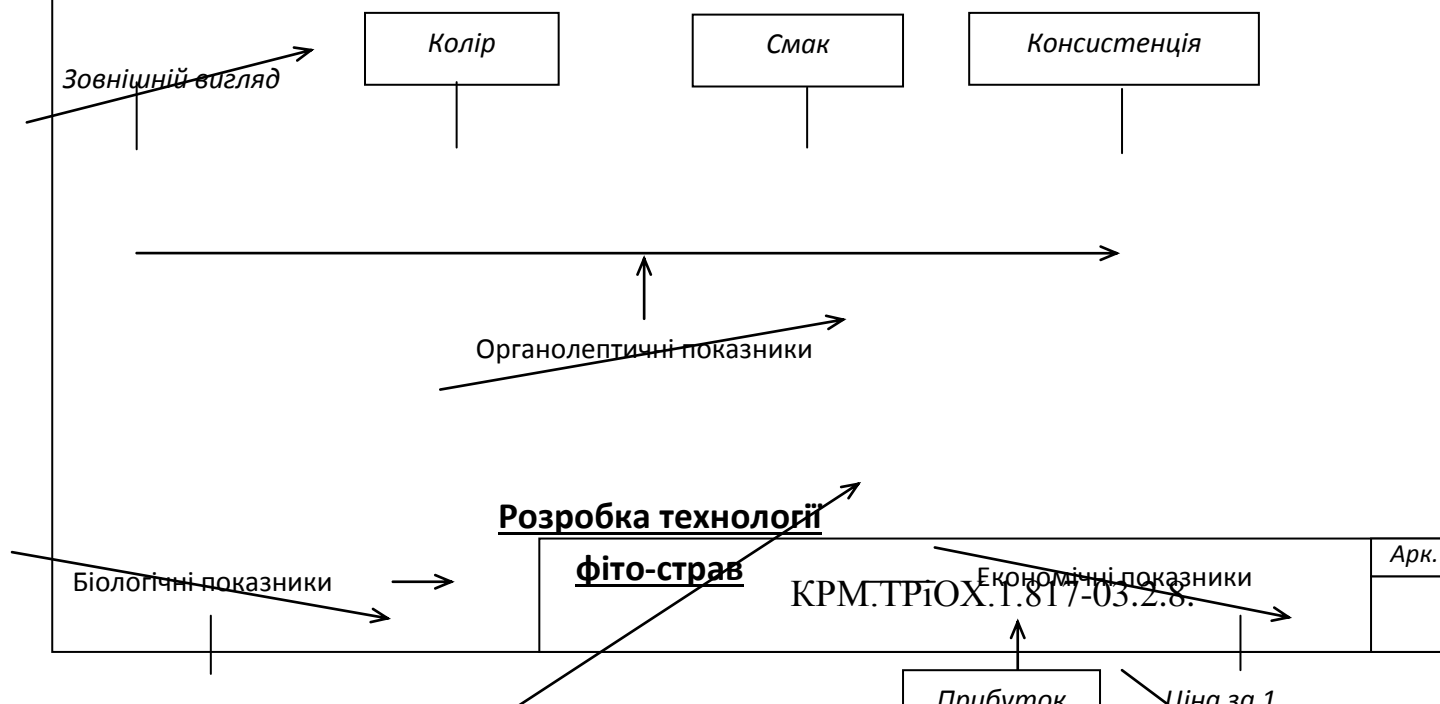 Колір
Смак
Консистенція
Зовнішній вигляд
Органолептичні показники
Розробка технології
фіто-страв
Арк.
Біологічні показники
Економічні показники
КРМ.ТРіОХ.1.817-03.2.8.
Прибуток
Ціна за 1